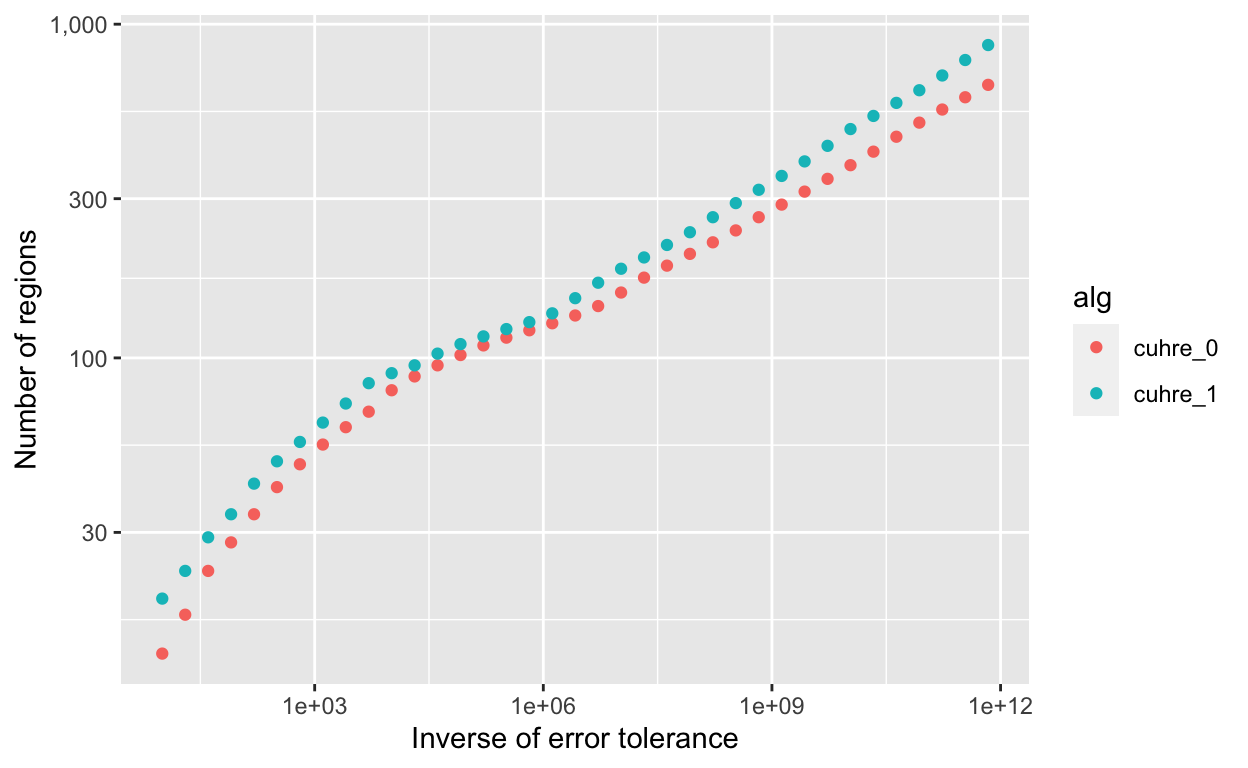 1,000
300
100
30
Number of regions
1e+03
1e+06
1e+09
1e+12
Inverse of error tolerance
alg
cuhre_0
cuhre_1